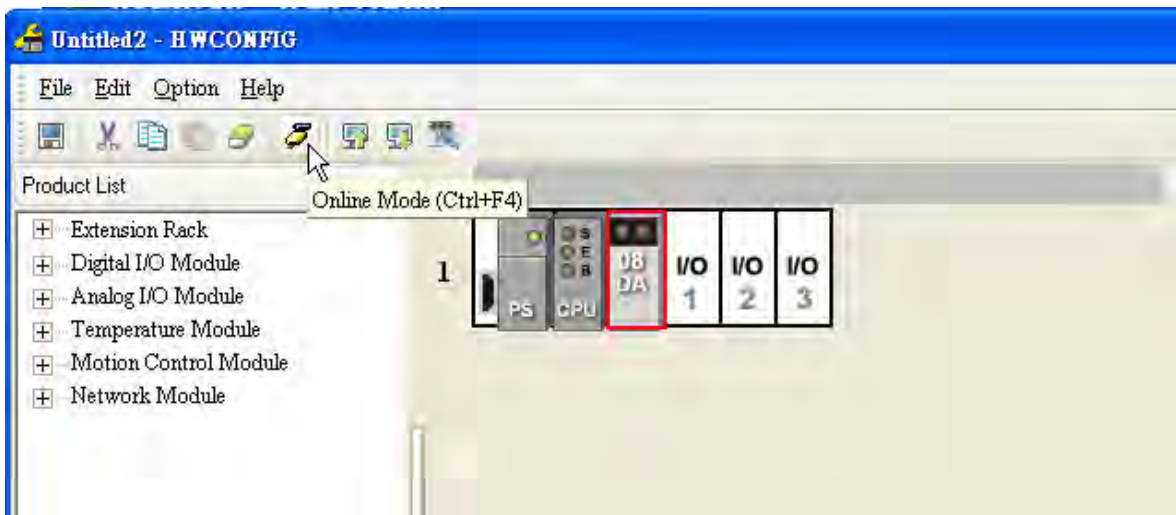 Untitled2 - HWCONFIG
File Edit Option Help
Product List
Online Mode (Ctrl+F4)
Extension Rack
Digital I/O Module
Analog I/O Module
Temperature Module
Motion Control Module
Network Module
1
PS
CPU
S
E
B
08
DA
I/O
1
I/O
2
I/O
3